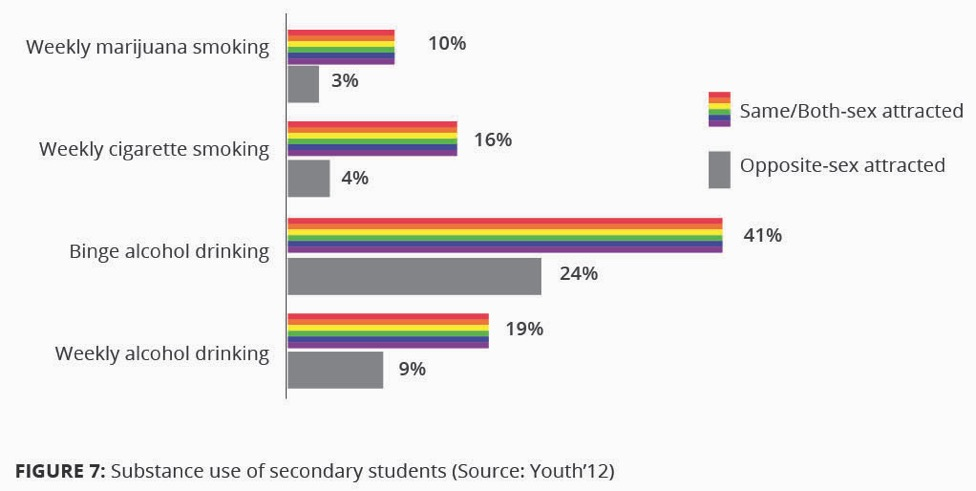 Weekly marijuana smoking
10%
3%
Weekly cigarette smoking
16%
4%
Binge alcohol drinking
41%
24%
Weekly alcohol drinking
19%
9%
Same/Both-sex attracted
Opposite-sex attracted
FIGURE 7: Substance use of secondary students (Source: Youth’12)